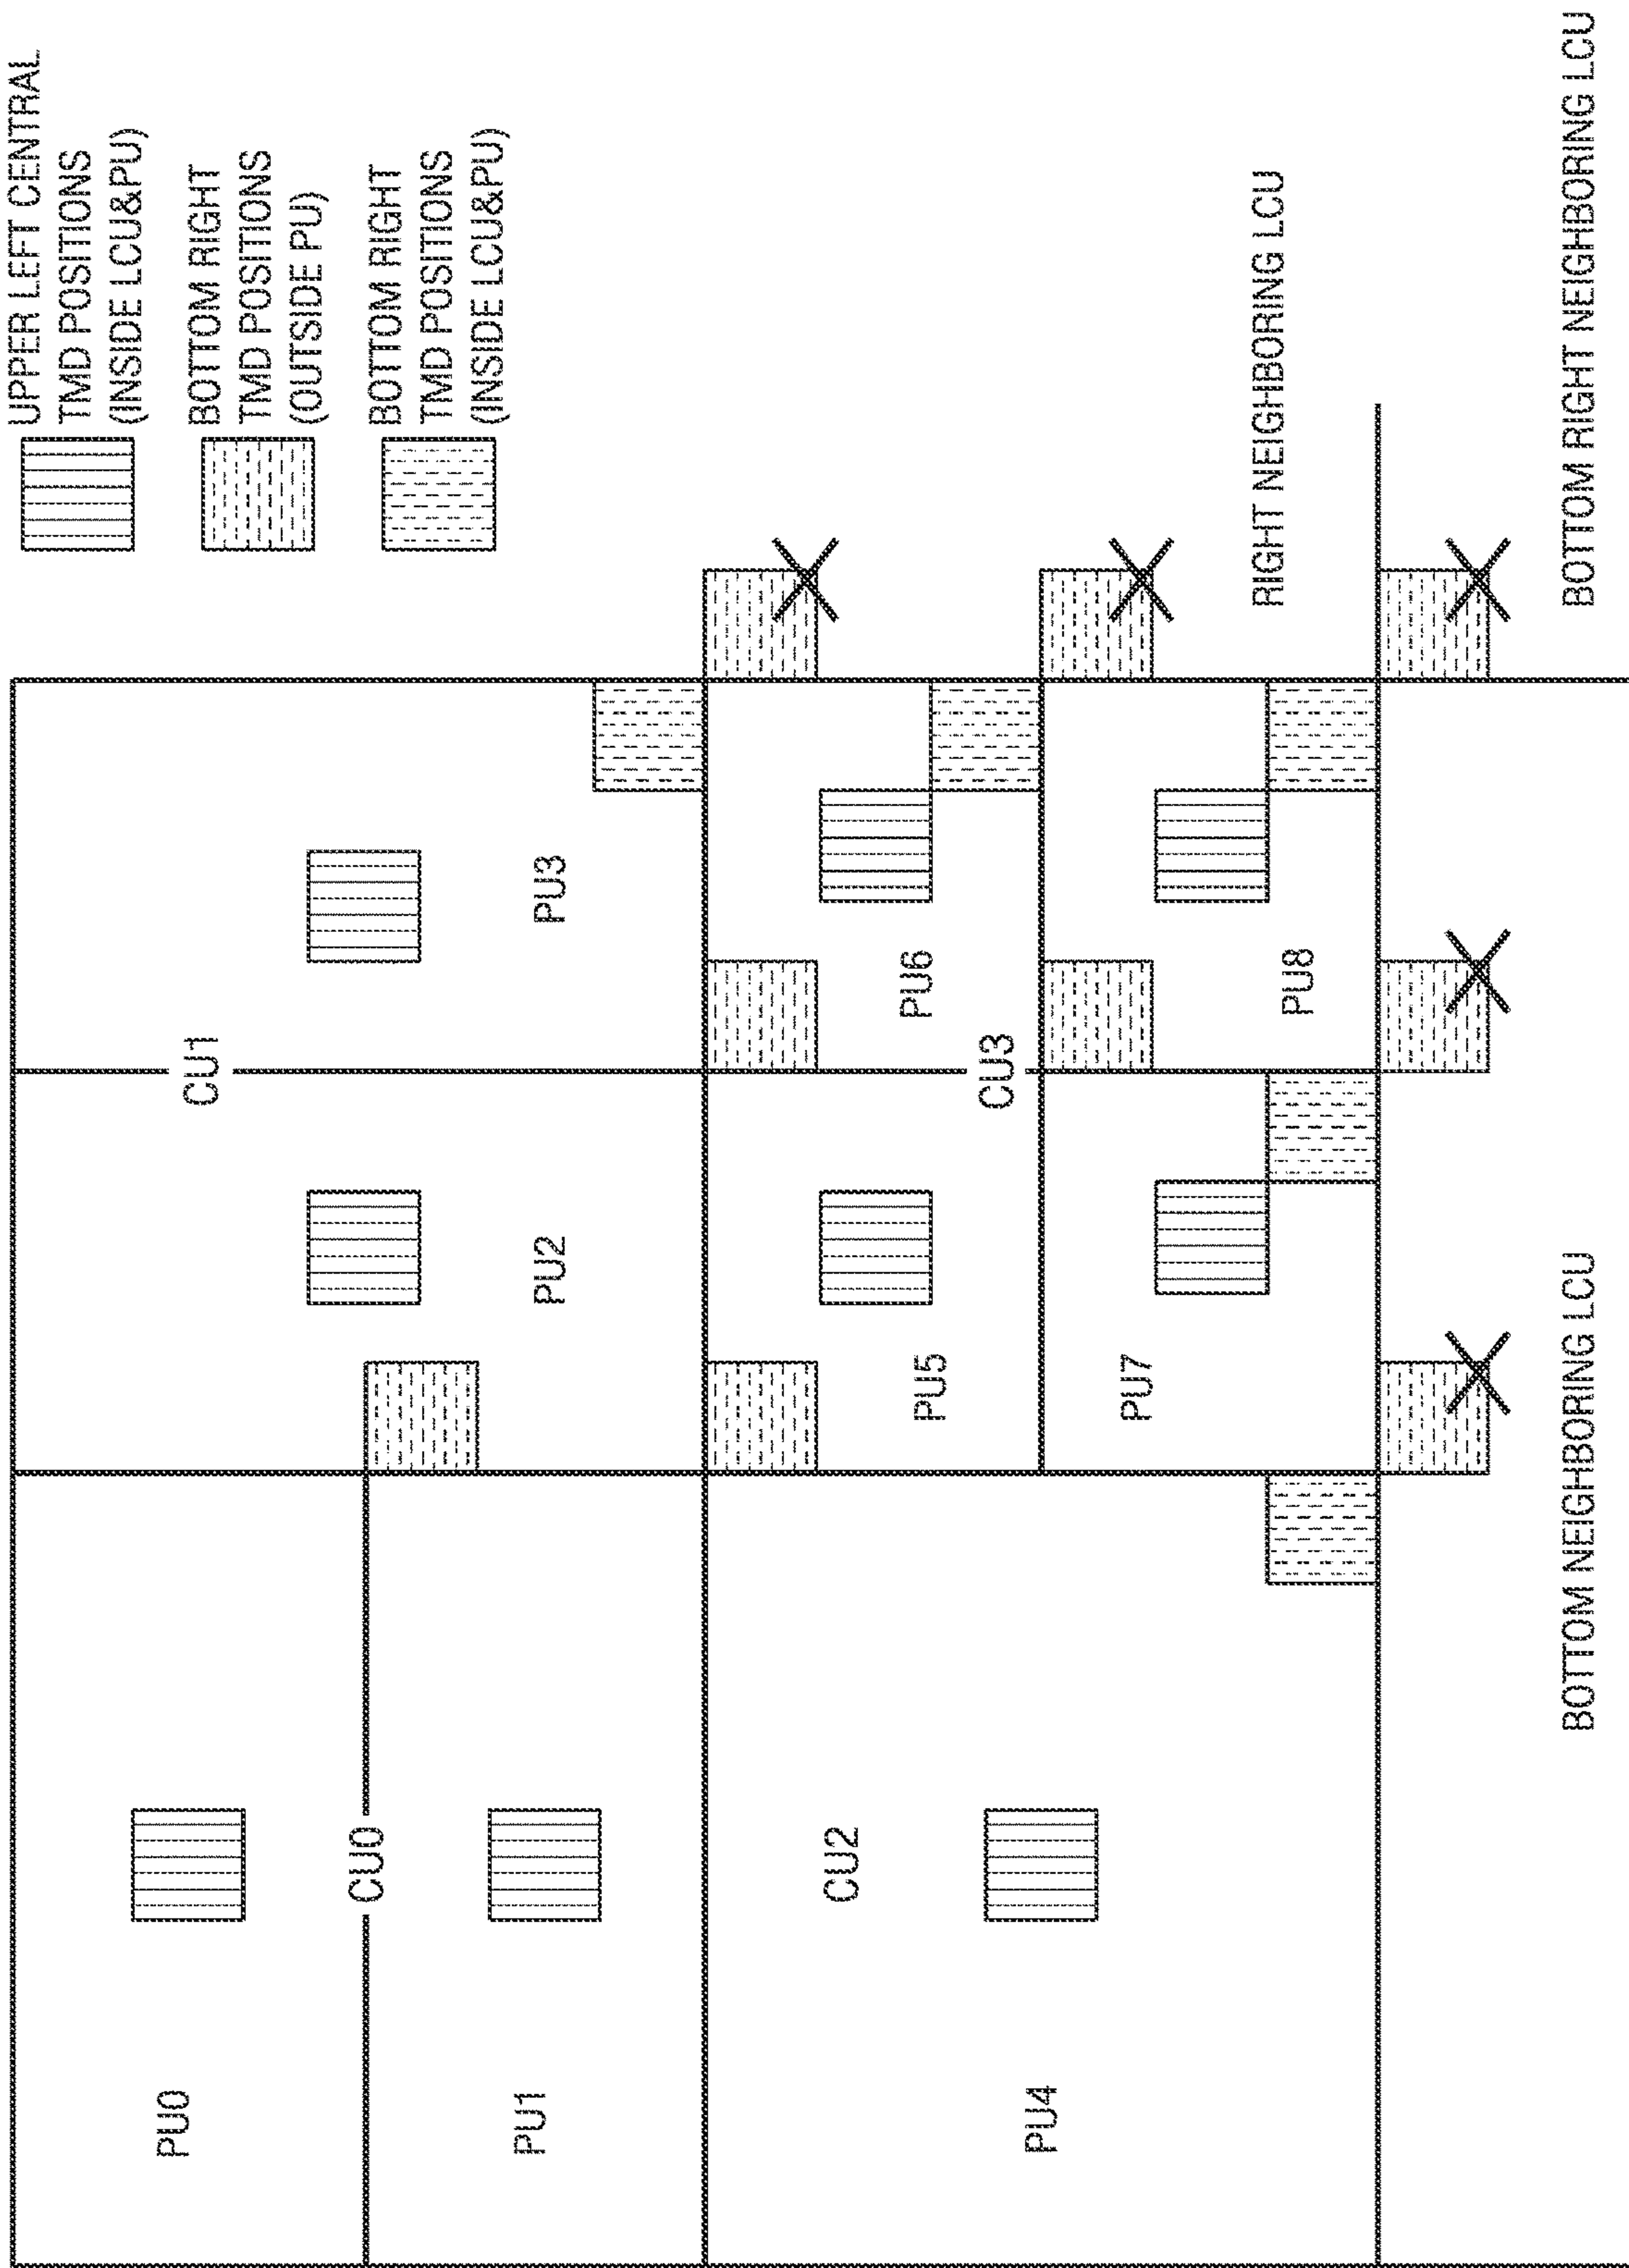 UPPER LEFT CENTRAL
TMD POSITIONS
(INSIDE LCU&PU)
BOTTOM RIGHT
TMD POSITIONS
(OUTSIDE PU)
BOTTOM RIGHT
TMD POSITIONS
(INSIDE LCU&PU)
PU0
CU0
PU1
CU1
PU2
PU3
CU2
PU4
PU5
PU6
CU3
PU7
PU8
RIGHT NEIGHBORING LCU
BOTTOM NEIGHBORING LCU
BOTTOM RIGHT NEIGHBORING LCU